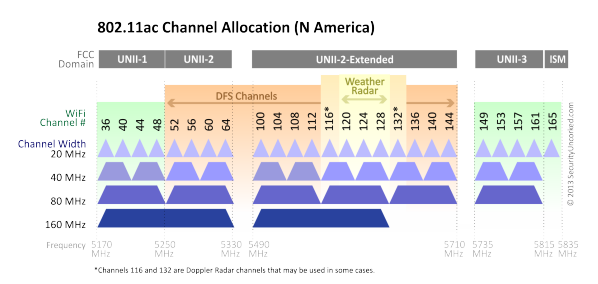 802.11ac Channel Allocation (N America)
FCC
Domain
UNII-1 UNII-2 UNII-2-Extended UNII-3 ISM
Weather
Radar
DFS Channels
WiFi
Channel #
36 40 44 48 52 56 60 64 100 104 108 112 116* 120 124 128 132* 136 140 144 149 153 157 161 165
Channel Width
20 MHz
40 MHz
80 MHz
160 MHz
Frequency 5170 5250 5330 5490 5710 5735 5815 5835
MHz MHz MHz MHz MHz MHz MHz MHz
*Channels 116 and 132 are Doppler Radar channels that may be used in some cases.
© 2013 SecurityUncorked.com